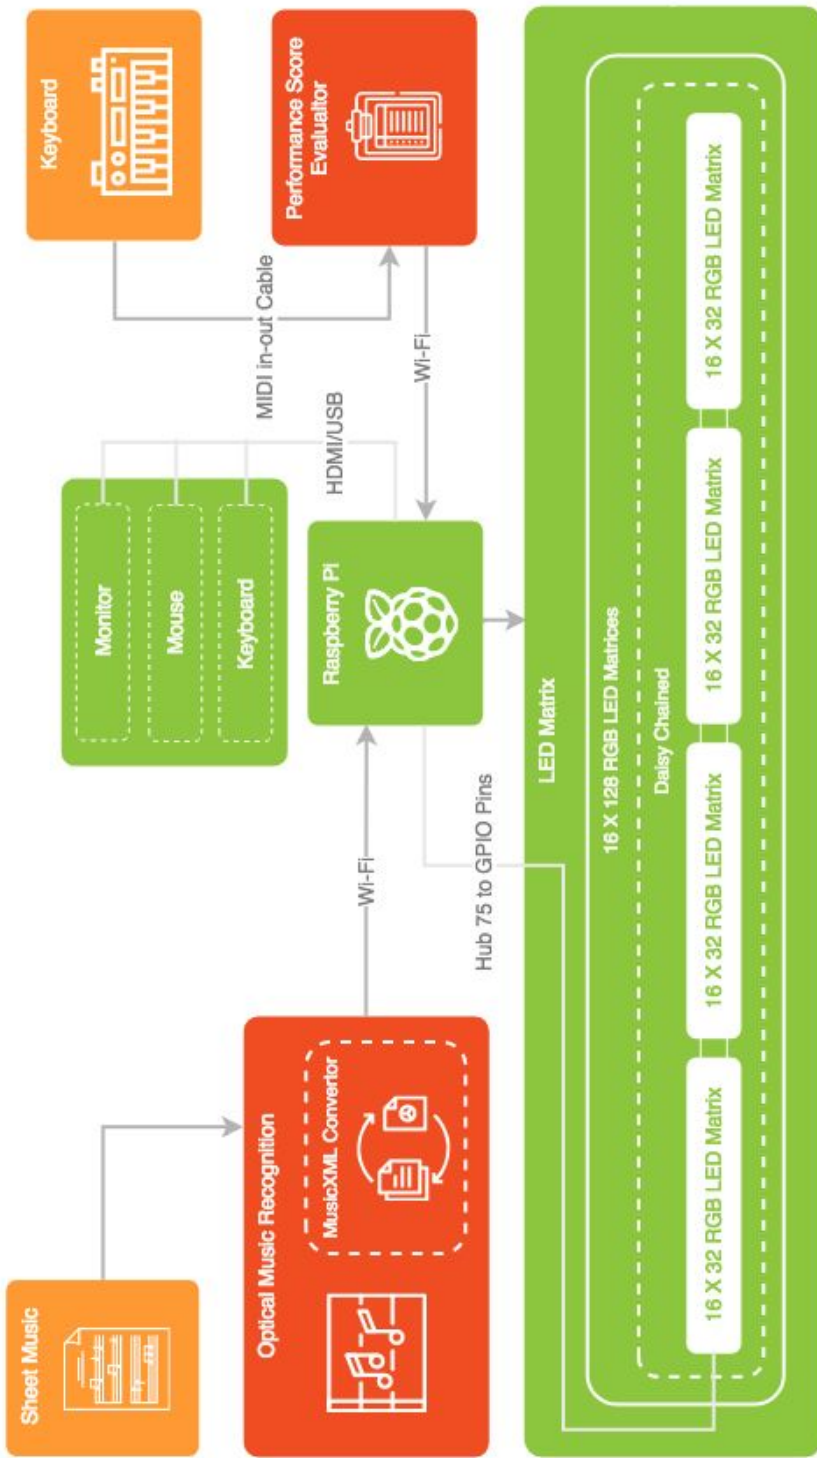 Sheet Music
Keyboard
Optical Music Recognition
MusicXML Convertor
Wi-Fi
Monitor
Mouse
Keyboard
MIDI in-out Cable
HDMI/USB
Raspberry Pi
Performance Score
Evaualtor
Wi-Fi
Hub 75 to GPIO Pins
LED Matrix
16 X 128 RGB LED Matrices
Daisy Chained
16 X 32 RGB LED Matrix
16 X 32 RGB LED Matrix
16 X 32 RGB LED Matrix
16 X 32 RGB LED Matrix